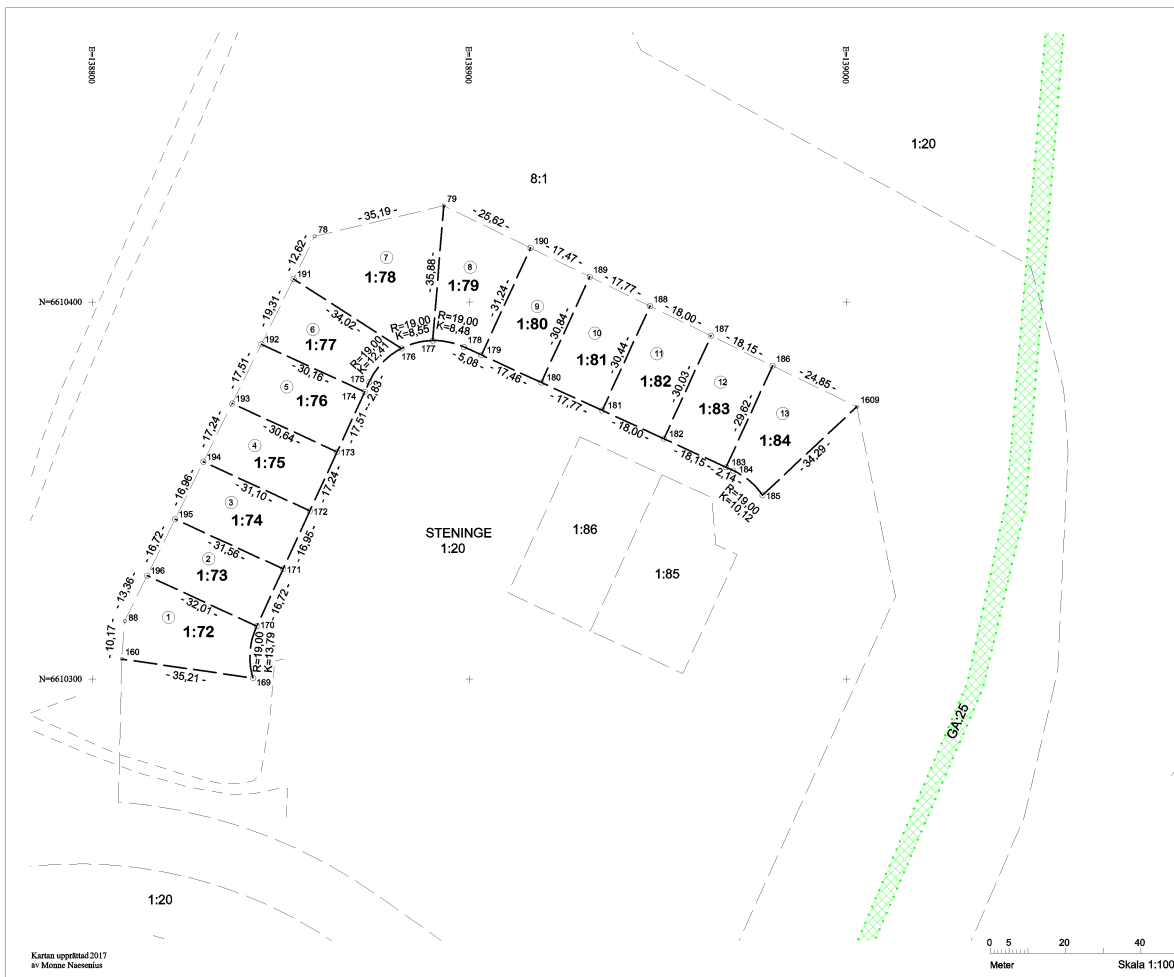 E=138800
E=138900
E=139000
1:20
8:1
79
- 35,19 -
- 25,62 -
78
190
- 12,62 -
7
- 17,47 -
8
189
191
1:78
- 35,88 -
1:79
- 31,24 -
- 17,77 -
188
N=6610400
9
- 19,31 -
- 34,02 -
1:80
- 18,00 -
6
R=19,00
K=8,55
R=19,00
K=8,48
- 30,84 -
10
187
192
1:77
R=19,00
K=12,41
176
177
178
1:81
- 30,44 -
- 18,15 -
- 5,08 -
179
11
186
- 30,16 -
1:82
- 17,51 -
5
175
174
- 17,46 -
180
- 30,03 -
- 24,85 -
1:76
- 2,83 -
12
193
- 17,77 -
1:83
- 29,62 -
1609
- 17,51 -
181
13
- 17,24 -
- 30,64 -
- 18,00 -
1:84
4
182
- 34,29 -
194
1:75
173
- 18,15 -
183
184
- 2,14 -
- 16,96 -
- 17,24 -
R=19,00
K=10,12
185
- 31,10 -
3
172
195
1:74
STENINGE
1:20
1:86
- 16,95 -
- 16,72 -
- 31,56 -
2
171
1:85
196
1:73
- 13,36 -
- 16,72 -
- 32,01 -
88
1
170
1:72
- 10,17 -
R=19,00
K=13,79
160
- 35,21 -
169
N=6610300
GA:25
1:20
Kartan upprättad 2017
av Monne Naesenius
0 5 20 40
Meter
Skala 1:100